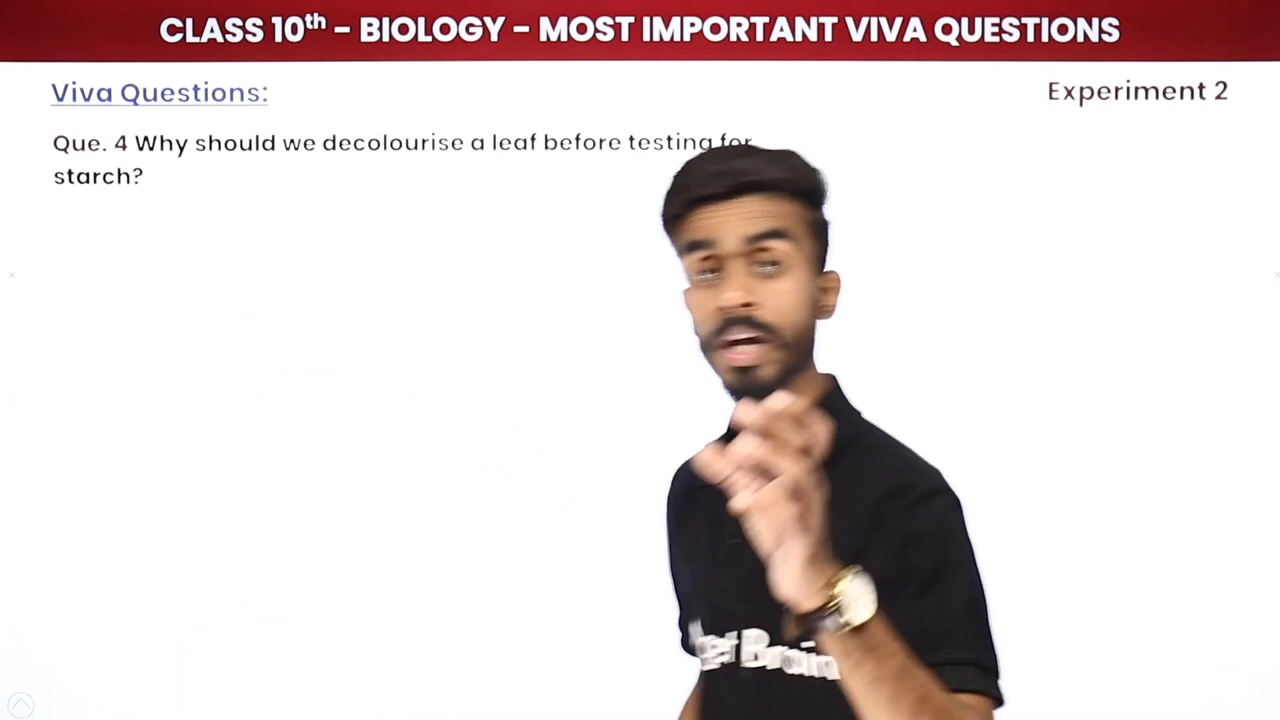 CLASS 10th – BIOLOGY – MOST IMPORTANT VIVA QUESTIONS
Viva Questions:
Experiment 2
Que. 4 Why should we decolourise a leaf before testing for
starch?
Brain